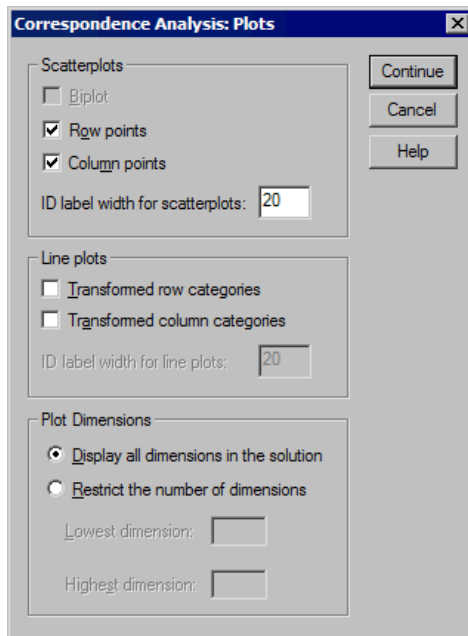 Correspondence Analysis: Plots
Scatterplots
Biplot
Row points
Column points
ID label width for scatterplots: 20
Line plots
Transformed row categories
Transformed column categories
ID label width for line plots: 20
Plot Dimensions
Display all dimensions in the solution
Restrict the number of dimensions
Lowest dimension:
Highest dimension:
Continue
Cancel
Help